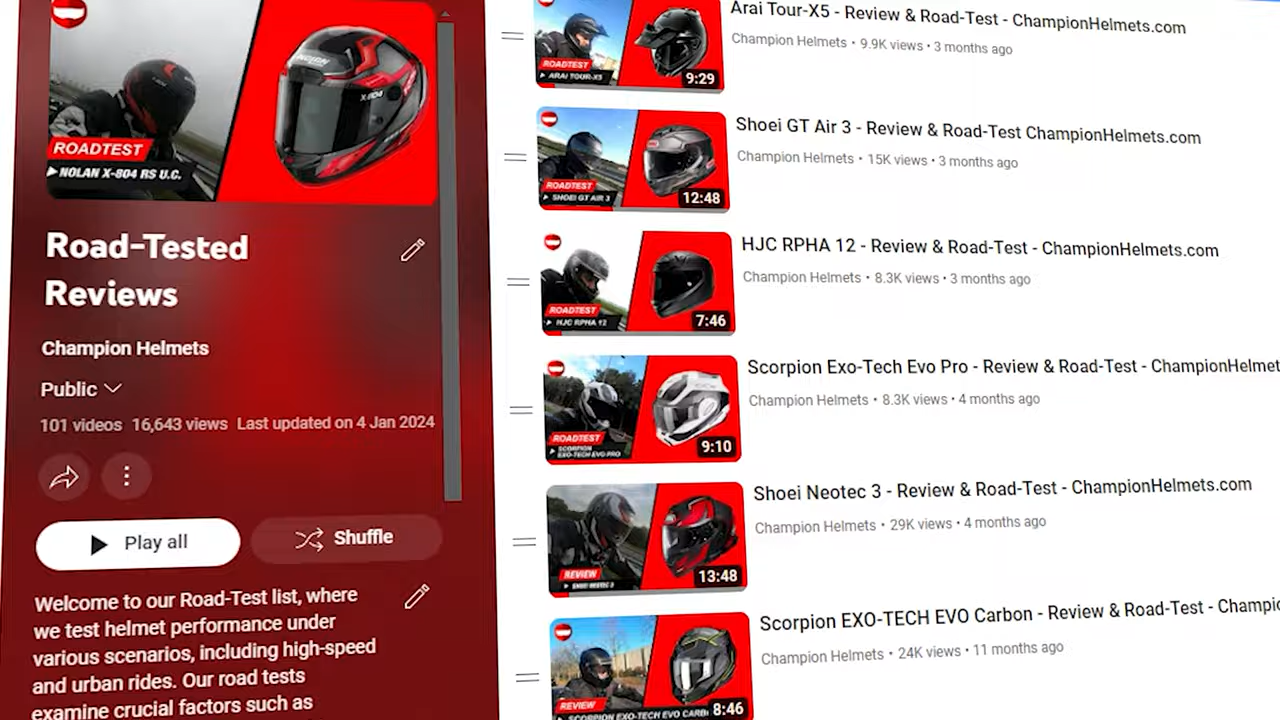 NOLAN
X-804
ROADTEST
NOLAN X-804 RS U.C.
Road-Tested
Reviews
Champion Helmets
Public
101 videos 16,643 views Last updated on 4 Jan 2024
Play all
Shuffle
Welcome to our Road-Test list, where
we test helmet performance under
various scenarios, including high-speed
and urban rides. Our road tests
examine crucial factors such as
ROADTEST
ARAI TOUR-X5
9:29
Arai Tour-X5 - Review & Road-Test - ChampionHelmets.com
Champion Helmets • 9.9K views • 3 months ago
ROADTEST
SHOEI GT AIR 3
12:48
Shoei GT Air 3 - Review & Road-Test ChampionHelmets.com
Champion Helmets • 15K views • 3 months ago
ROADTEST
HJC RPHA 12
7:46
HJC RPHA 12 - Review & Road-Test - ChampionHelmets.com
Champion Helmets • 8.3K views • 3 months ago
ROADTEST
SCORPION
EXO-TECH EVO PRO
9:10
Scorpion Exo-Tech Evo Pro - Review & Road-Test - ChampionHelmet
Champion Helmets • 8.3K views • 4 months ago
REVIEW
SHOEI NEOTEC 3
13:48
Shoei Neotec 3 - Review & Road-Test - ChampionHelmets.com
Champion Helmets • 29K views • 4 months ago
REVIEW
SCORPION EXO-TECH EVO CARB
8:46
Scorpion EXO-TECH EVO Carbon - Review & Road-Test - Champio
Champion Helmets • 24K views • 11 months ago